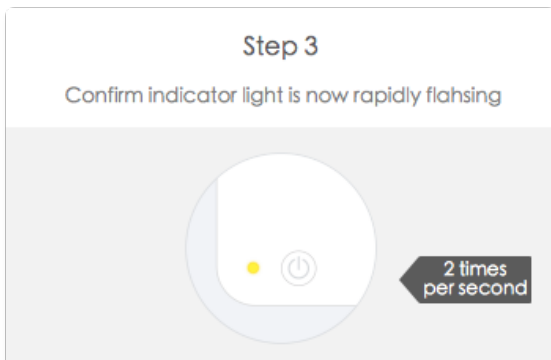 Step 3
Confirm indicator light is now rapidly flahsing
2 times
per second